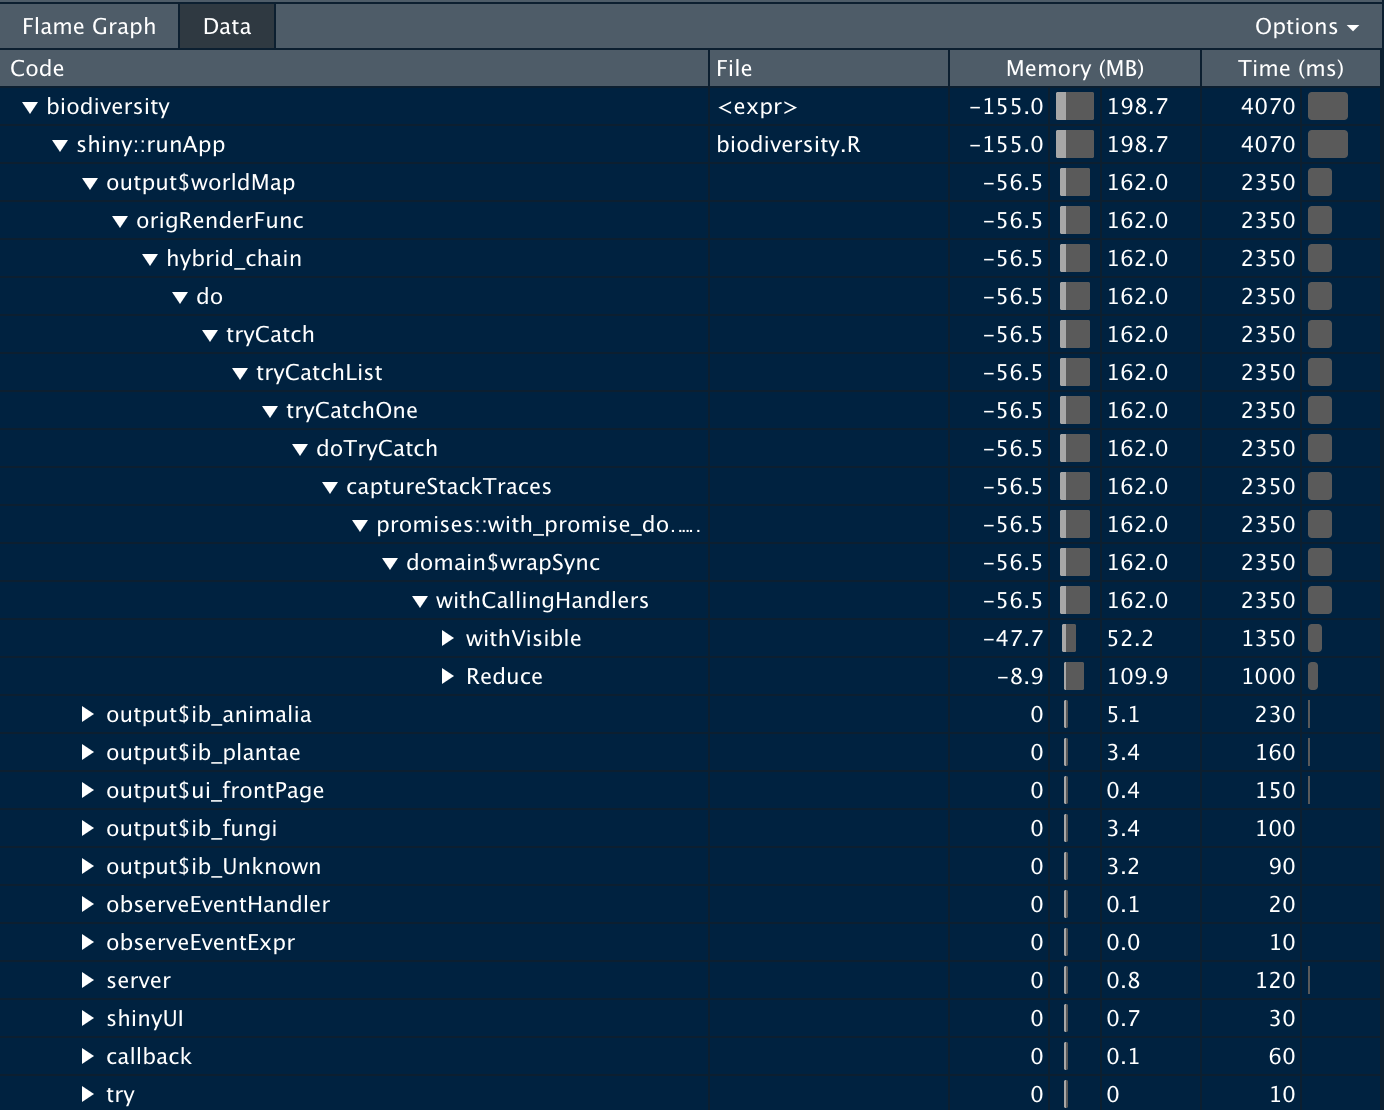 Flame Graph Data Options
Code File Memory (MB) Time (ms)
biodiversity <expr> -155.0 198.7 4070
shiny::runApp biodiversity.R -155.0 198.7 4070
output$worldMap -56.5 162.0 2350
origRenderFunc -56.5 162.0 2350
hybrid_chain -56.5 162.0 2350
do -56.5 162.0 2350
tryCatch -56.5 162.0 2350
tryCatchList -56.5 162.0 2350
tryCatchOne -56.5 162.0 2350
doTryCatch -56.5 162.0 2350
captureStackTraces -56.5 162.0 2350
promises::with_promise_do...... -56.5 162.0 2350
domain$wrapSync -56.5 162.0 2350
withCallingHandlers -56.5 162.0 2350
withVisible -47.7 52.2 1350
Reduce -8.9 109.9 1000
output$ib_animalia 0 5.1 230
output$ib_plantae 0 3.4 160
output$ui_frontPage 0 0.4 150
output$ib_fungi 0 3.4 100
output$ib_Unknown 0 3.2 90
observeEventHandler 0 0.1 20
observeEventExpr 0 0.0 10
server 0 0.8 120
shinyUI 0 0.7 30
callback 0 0.1 60
try 0 0 10